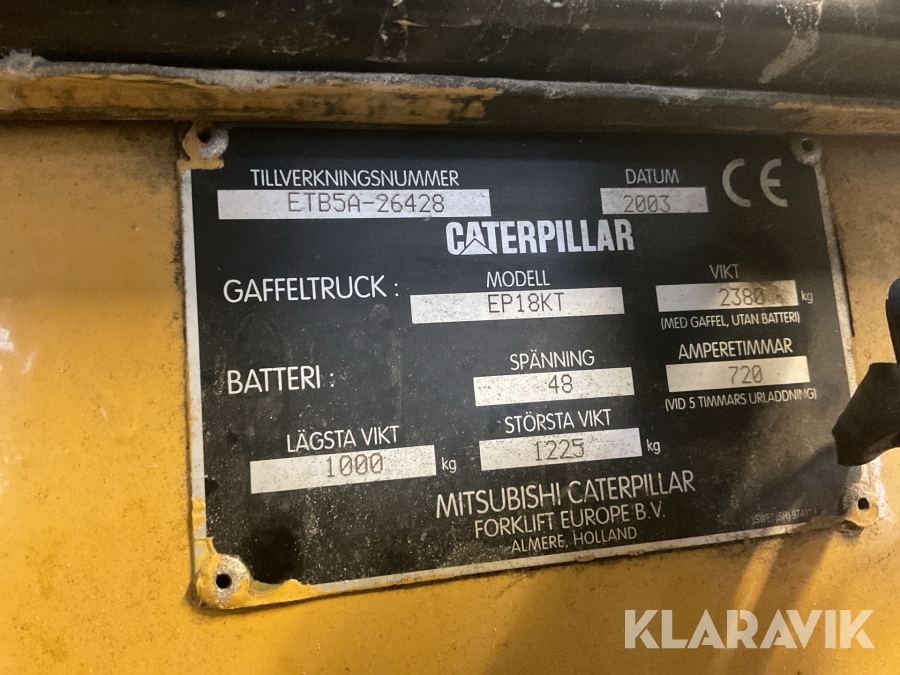 TILLVERKNINGSNUMMER DATUM
ETB5A-26428 2003 CE
CATERPILLAR
GAFFELTRUCK : MODELL VIKT
EP18KT 2380 kg
(MED GAFFEL, UTAN BATTERI)
BATTERI : SPÄNNING AMPERETIMMAR
48 720
(VID 5 TIMMARS URLADDNING)
LÄGSTA VIKT STÖRSTA VIKT
1000 kg 1225 kg
MITSUBISHI CATERPILLAR
FORKLIFT EUROPE B.V.
ALMERE, HOLLAND
KLARAVIK